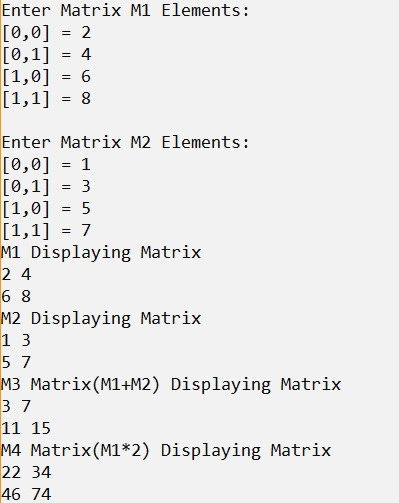 Enter Matrix M1 Elements:
[0,0] = 2
[0,1] = 4
[1,0] = 6
[1,1] = 8
Enter Matrix M2 Elements:
[0,0] = 1
[0,1] = 3
[1,0] = 5
[1,1] = 7
M1 Displaying Matrix
2 4
6 8
M2 Displaying Matrix
1 3
5 7
M3 Matrix(M1+M2) Displaying Matrix
3 7
11 15
M4 Matrix(M1*2) Displaying Matrix
22 34
46 74